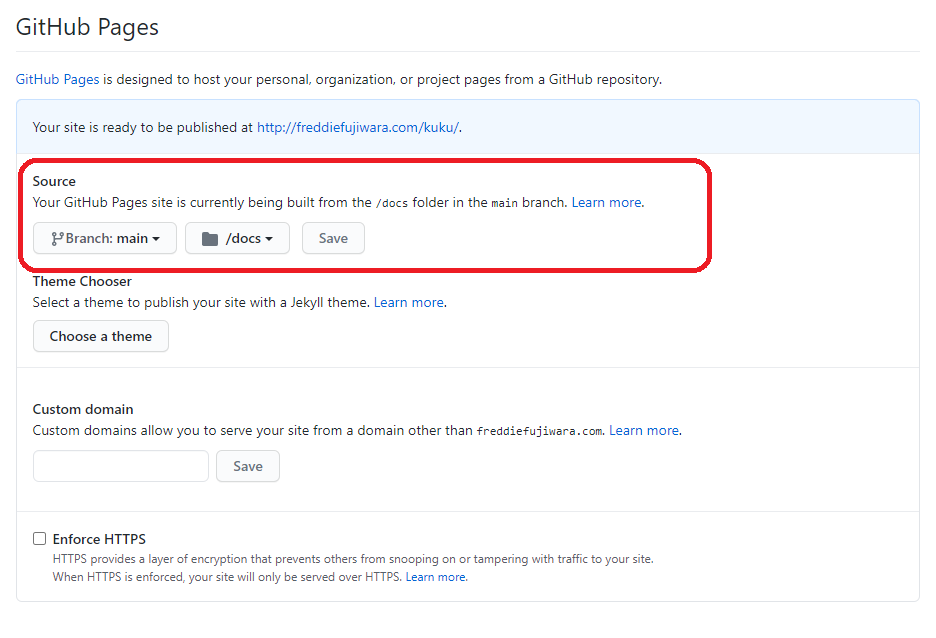 GitHub Pages
GitHub Pages is designed to host your personal, organization, or project pages from a GitHub repository.
Your site is ready to be published at http://freddiefujiwara.com/kuku/.
Source
Your GitHub Pages site is currently being built from the /docs folder in the main branch. Learn more.
Branch: main /docs Save
Theme Chooser
Select a theme to publish your site with a Jekyll theme. Learn more.
Choose a theme
Custom domain
Custom domains allow you to serve your site from a domain other than freddiefujiwara.com. Learn more.
Save
Enforce HTTPS
HTTPS provides a layer of encryption that prevents others from snooping on or tampering with traffic to your site.
When HTTPS is enforced, your site will only be served over HTTPS. Learn more.